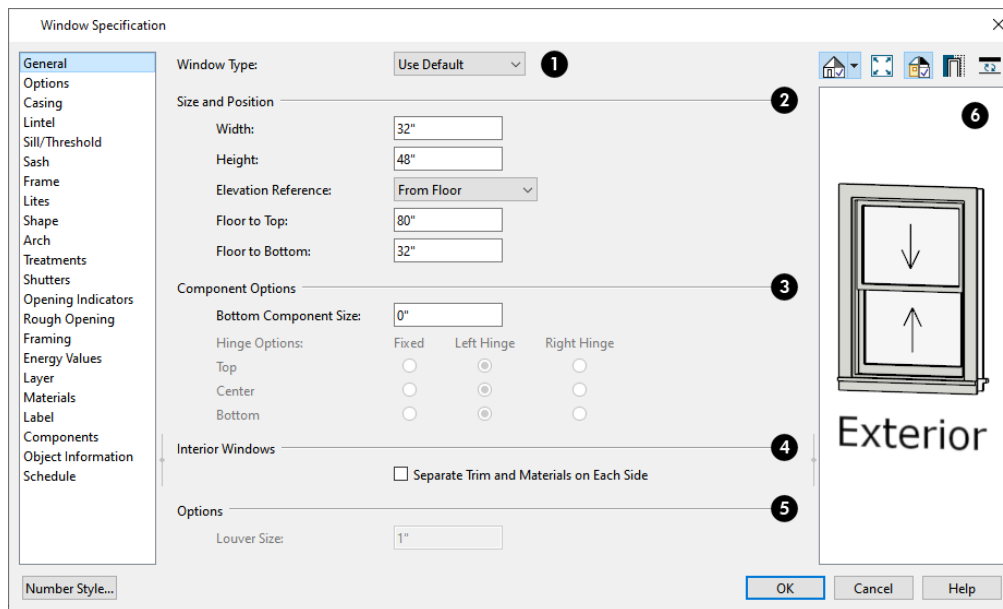 Window Specification
General
Options
Casing
Lintel
Sill/Threshold
Sash
Frame
Lites
Shape
Arch
Treatments
Shutters
Opening Indicators
Rough Opening
Framing
Energy Values
Layer
Materials
Label
Components
Object Information
Schedule
Window Type: Use Default 1
Size and Position 2
Width: 32"
Height: 48"
Elevation Reference: From Floor
Floor to Top: 80"
Floor to Bottom: 32"
Component Options 3
Bottom Component Size: 0"
Hinge Options: Fixed Left Hinge Right Hinge
Top
Center
Bottom
Interior Windows 4
Separate Trim and Materials on Each Side
Options 5
Louver Size: 1"
6
Exterior
Number Style... OK Cancel Help